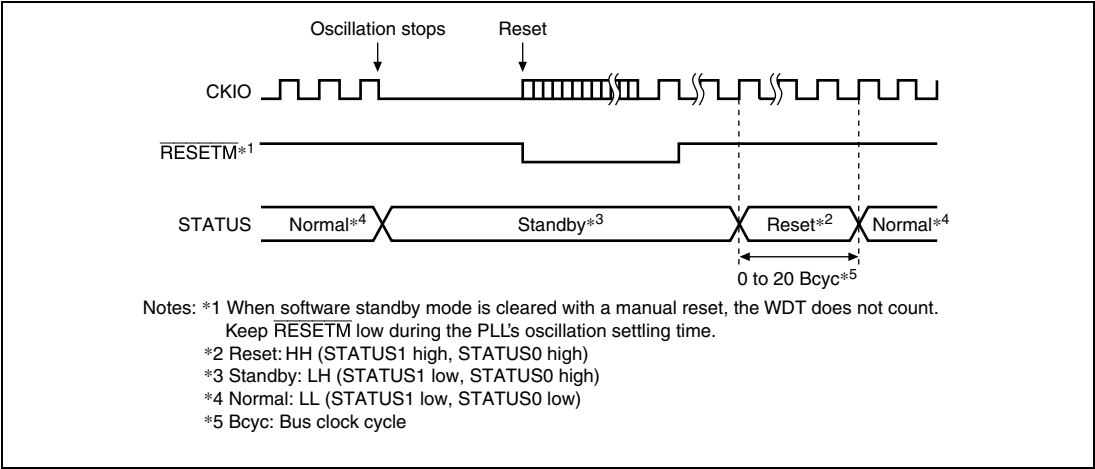 Oscillation stops Reset
CKIO
RESETM*1
STATUS Normal*4 Standby*3 Reset*2 Normal*4
0 to 20 Bcyc*5
Notes: *1 When software standby mode is cleared with a manual reset, the WDT does not count.
Keep RESETM low during the PLL's oscillation settling time.
*2 Reset: HH (STATUS1 high, STATUS0 high)
*3 Standby: LH (STATUS1 low, STATUS0 high)
*4 Normal: LL (STATUS1 low, STATUS0 low)
*5 Bcyc: Bus clock cycle